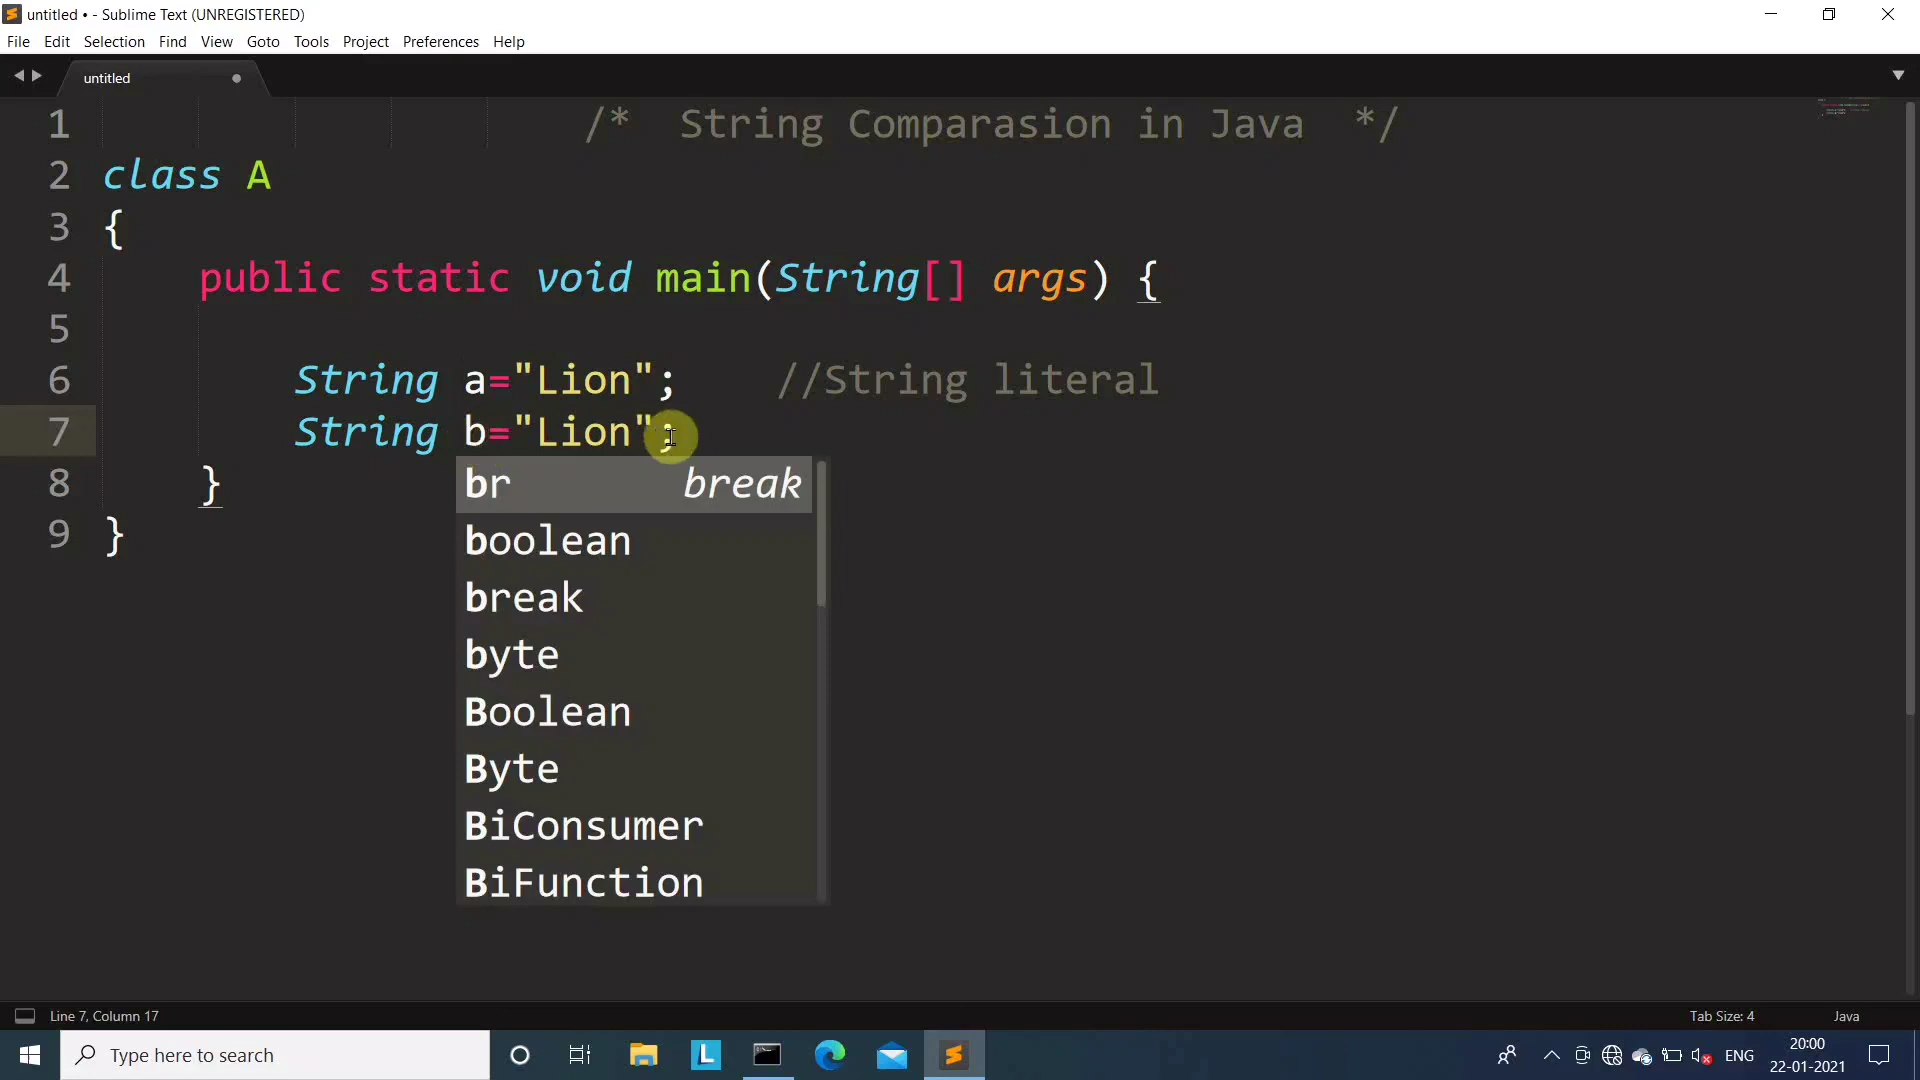 untitled • - Sublime Text (UNREGISTERED)
File Edit Selection Find View Goto Tools Project Preferences Help
untitled
1 /* String Comparasion in Java */
2 class A
3 {
4 public static void main(String[] args) {
5
6 String a="Lion"; //String literal
7 String b="Lion";
8 }
9 }
br break
boolean
break
byte
Boolean
Byte
BiConsumer
BiFunction
Line 7, Column 17 Tab Size: 4 Java
Type here to search
L
ENG
20:00
22-01-2021